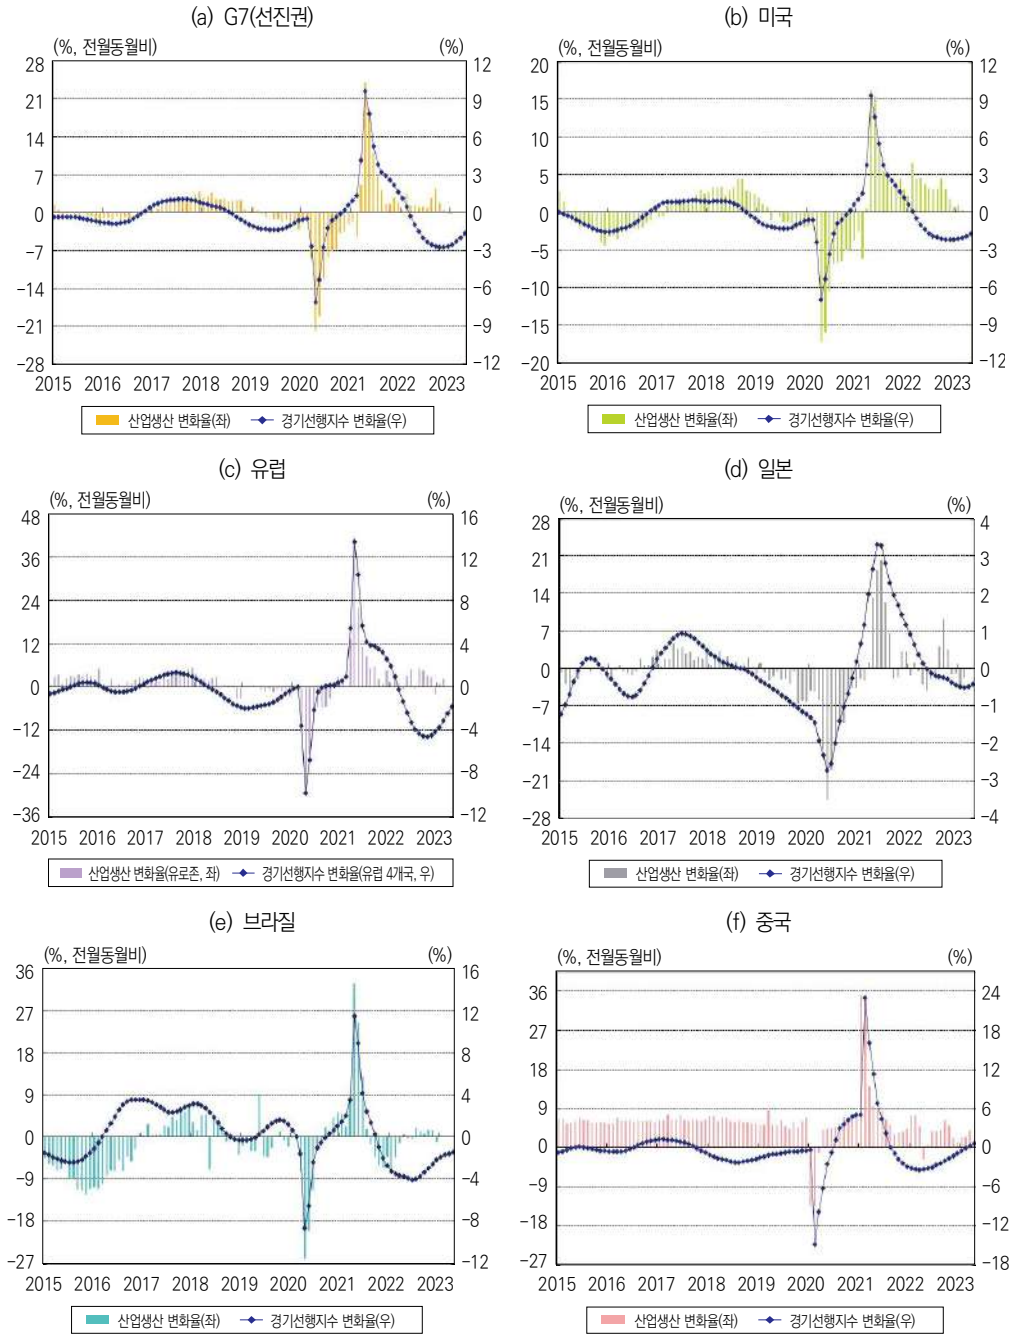 (a) G7(선진권)
(%, 전월동월비) (%)
28 12
21 9
14 6
7 3
0 0
-7 -3
-14 -6
-21 -9
-28 -12
2015 2016 2017 2018 2019 2020 2021 2022 2023
산업생산 변화율(좌) 경기선행지수 변화율(우)
(b) 미국
(%, 전월동월비) (%)
20 12
15 9
10 6
5 3
0 0
-5 -3
-10 -6
-15 -9
-20 -12
2015 2016 2017 2018 2019 2020 2021 2022 2023
산업생산 변화율(좌) 경기선행지수 변화율(우)
(c) 유럽
(%, 전월동월비) (%)
48 16
36 12
24 8
12 4
0 0
-12 -4
-24 -8
-36 -12
2015 2016 2017 2018 2019 2020 2021 2022 2023
산업생산 변화율(유로존, 좌) 경기선행지수 변화율(유럽 4개국, 우)
(d) 일본
(%, 전월동월비) (%)
28 4
21 3
14 2
7 1
0 0
-7 -1
-14 -2
-21 -3
-28 -4
2015 2016 2017 2018 2019 2020 2021 2022 2023
산업생산 변화율(좌) 경기선행지수 변화율(우)
(e) 브라질
(%, 전월동월비) (%)
36 16
27 12
18 8
9 4
0 0
-9 -4
-18 -8
-27 -12
2015 2016 2017 2018 2019 2020 2021 2022 2023
산업생산 변화율(좌) 경기선행지수 변화율(우)
(f) 중국
(%, 전월동월비) (%)
36 24
27 18
18 12
9 6
0 0
-9 -6
-18 -12
-27 -18
2015 2016 2017 2018 2019 2020 2021 2022 2023
산업생산 변화율(좌) 경기선행지수 변화율(우)